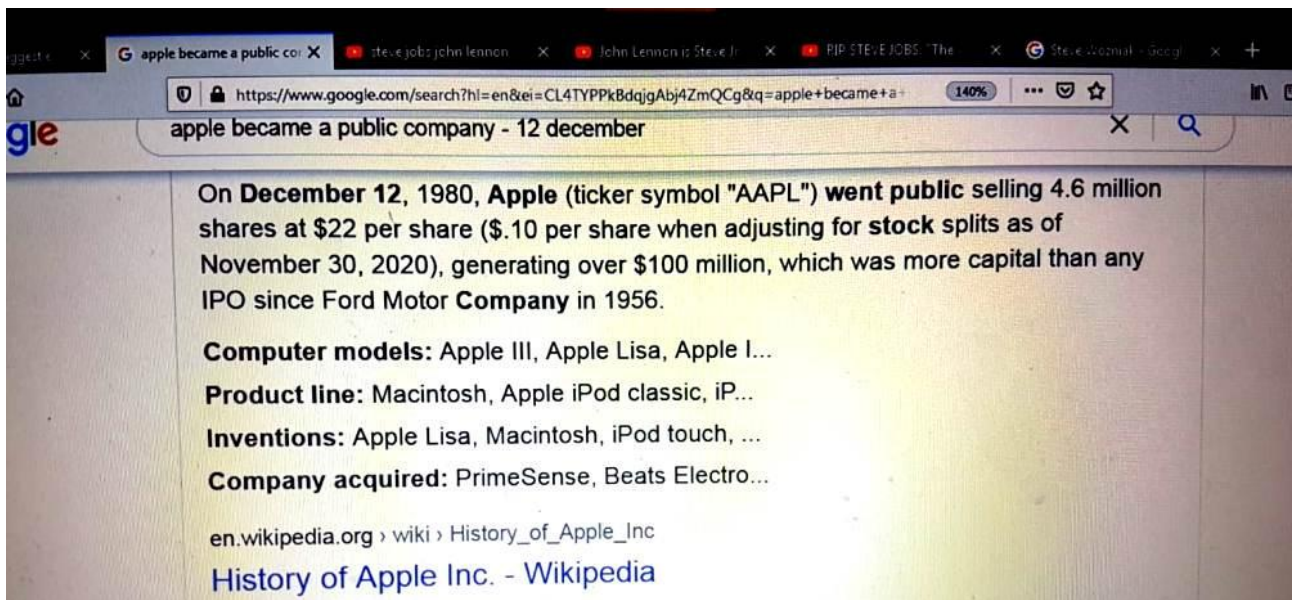 apple became a public co
steve jobs john lennon
John Lennon is Steve J
RIP STEVE JOBS: "The
Steve Wozniak - Googl
https://www.google.com/search?hl=en&ei=CL4TYPPkBdqjgAbj4ZmQCg&q=apple+became+a+
140%
gle
apple became a public company - 12 december
On December 12, 1980, Apple (ticker symbol "AAPL") went public selling 4.6 million
shares at $22 per share ($.10 per share when adjusting for stock splits as of
November 30, 2020), generating over $100 million, which was more capital than any
IPO since Ford Motor Company in 1956.
Computer models: Apple III, Apple Lisa, Apple I...
Product line: Macintosh, Apple iPod classic, iP...
Inventions: Apple Lisa, Macintosh, iPod touch, ...
Company acquired: PrimeSense, Beats Electro...
en.wikipedia.org › wiki › History_of_Apple_Inc
History of Apple Inc. - Wikipedia